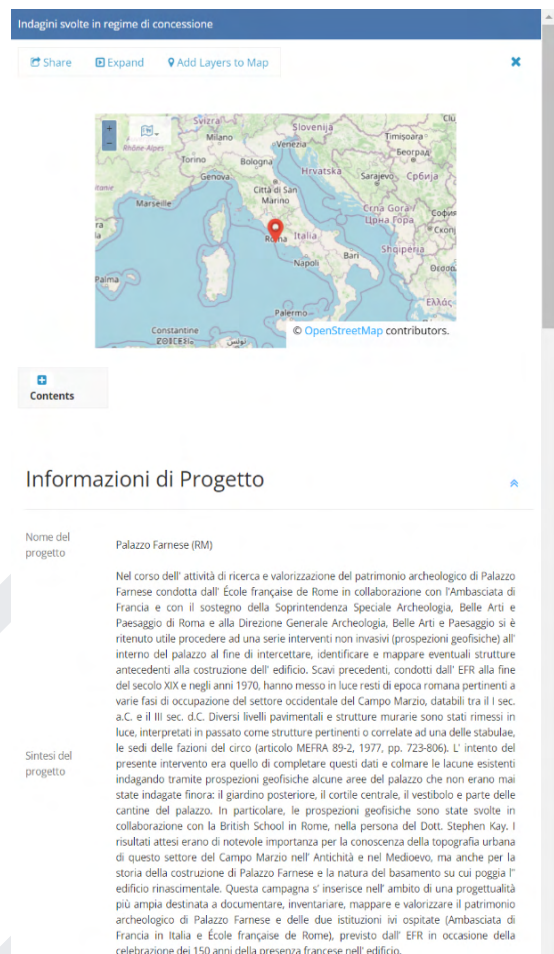 Indagini svolte in regime di concessione
Share Expand Add Layers to Map
Svizra
Milano
Slovenija
Timișoara
Rhône-Alpes
Venezia
Београд
Torino
Bologna
Hrvatska
Sarajevo
Србија
Genova
Città di San
Marino
Marseille
Crna Gora /
Црна Гора
София
Roma
Italia
Shqipëria
Bari
Napoli
Palma
Palermo
Ελλάς
Constantine
تونس
© OpenStreetMap contributors.
Contents
Informazioni di Progetto
Nome del
progetto
Palazzo Farnese (RM)
Sintesi del
progetto
Nel corso dell' attività di ricerca e valorizzazione del patrimonio archeologico di Palazzo
Farnese condotta dall' École française de Rome in collaborazione con l'Ambasciata di
Francia e con il sostegno della Soprintendenza Speciale Archeologia, Belle Arti e
Paesaggio di Roma e alla Direzione Generale Archeologia, Belle Arti e Paesaggio si è
ritenuto utile procedere ad una serie interventi non invasivi (prospezioni geofisiche) all'
interno del palazzo al fine di intercettare, identificare e mappare eventuali strutture
antecedenti alla costruzione dell' edificio. Scavi precedenti, condotti dall' EFR alla fine
del secolo XIX e negli anni 1970, hanno messo in luce resti di epoca romana pertinenti a
varie fasi di occupazione del settore occidentale del Campo Marzio, databili tra il I sec.
a.C. e il III sec. d.C. Diversi livelli pavimentali e strutture murarie sono stati rimessi in
luce, interpretati in passato come strutture pertinenti o correlate ad una delle stabulae,
le sedi delle fazioni del circo (articolo MEFRA 89-2, 1977, pp. 723-806). L' intento del
presente intervento era quello di completare questi dati e colmare le lacune esistenti
indagando tramite prospezioni geofisiche alcune aree del palazzo che non erano mai
state indagate finora: il giardino posteriore, il cortile centrale, il vestibolo e parte delle
cantine del palazzo. In particolare, le prospezioni geofisiche sono state svolte in
collaborazione con la British School in Rome, nella persona del Dott. Stephen Kay. I
risultati attesi erano di notevole importanza per la conoscenza della topografia urbana
di questo settore del Campo Marzio nell' Antichità e nel Medioevo, ma anche per la
storia della costruzione di Palazzo Farnese e la natura del basamento su cui poggia l''
edificio rinascimentale. Questa campagna s' inserisce nell' ambito di una progettualità
più ampia destinata a documentare, inventariare, mappare e valorizzare il patrimonio
archeologico di Palazzo Farnese e delle due istituzioni ivi ospitate (Ambasciata di
Francia in Italia e École française de Rome), previsto dall' EFR in occasione della
celebrazione dei 150 anni della presenza francese nell' edificio.